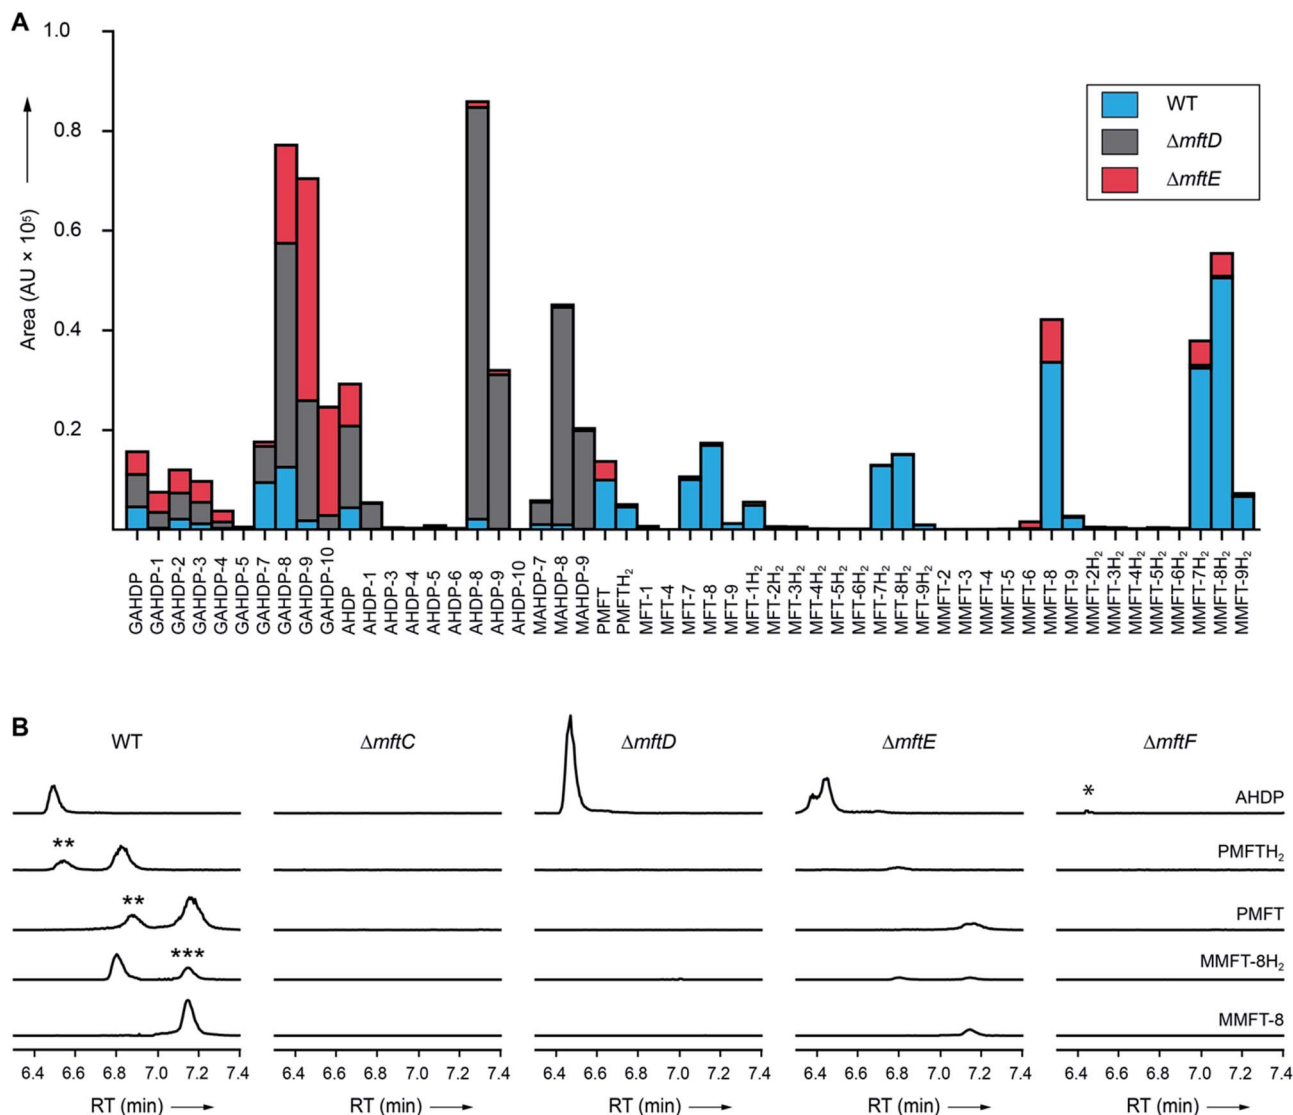 A
1.0
0.8
0.6
0.4
0.2
Area (AU × 10⁵)
WT
ΔmftD
ΔmftE
GAHDP
GAHDP-1
GAHDP-2
GAHDP-3
GAHDP-4
GAHDP-5
GAHDP-7
GAHDP-8
GAHDP-9
GAHDP-10
AHDP
AHDP-1
AHDP-3
AHDP-4
AHDP-5
AHDP-6
AHDP-8
AHDP-9
AHDP-10
MAHDP-7
MAHDP-8
MAHDP-9
PMFT
PMFTH₂
MFT-1
MFT-4
MFT-7
MFT-8
MFT-9
MFT-1H₂
MFT-2H₂
MFT-3H₂
MFT-4H₂
MFT-5H₂
MFT-6H₂
MFT-7H₂
MFT-8H₂
MFT-9H₂
MMFT-2
MMFT-3
MMFT-4
MMFT-5
MMFT-6
MMFT-8
MMFT-9
MMFT-2H₂
MMFT-3H₂
MMFT-4H₂
MMFT-5H₂
MMFT-6H₂
MMFT-7H₂
MMFT-8H₂
MMFT-9H₂
B
WT ΔmftC ΔmftD ΔmftE ΔmftF
* AHDP
** PMFTH₂
** PMFT
*** MMFT-8H₂
MMFT-8
6.4 6.6 6.8 7.0 7.2 7.4 6.4 6.6 6.8 7.0 7.2 7.4 6.4 6.6 6.8 7.0 7.2 7.4 6.4 6.6 6.8 7.0 7.2 7.4 6.4 6.6 6.8 7.0 7.2 7.4
RT (min) RT (min) RT (min) RT (min) RT (min)